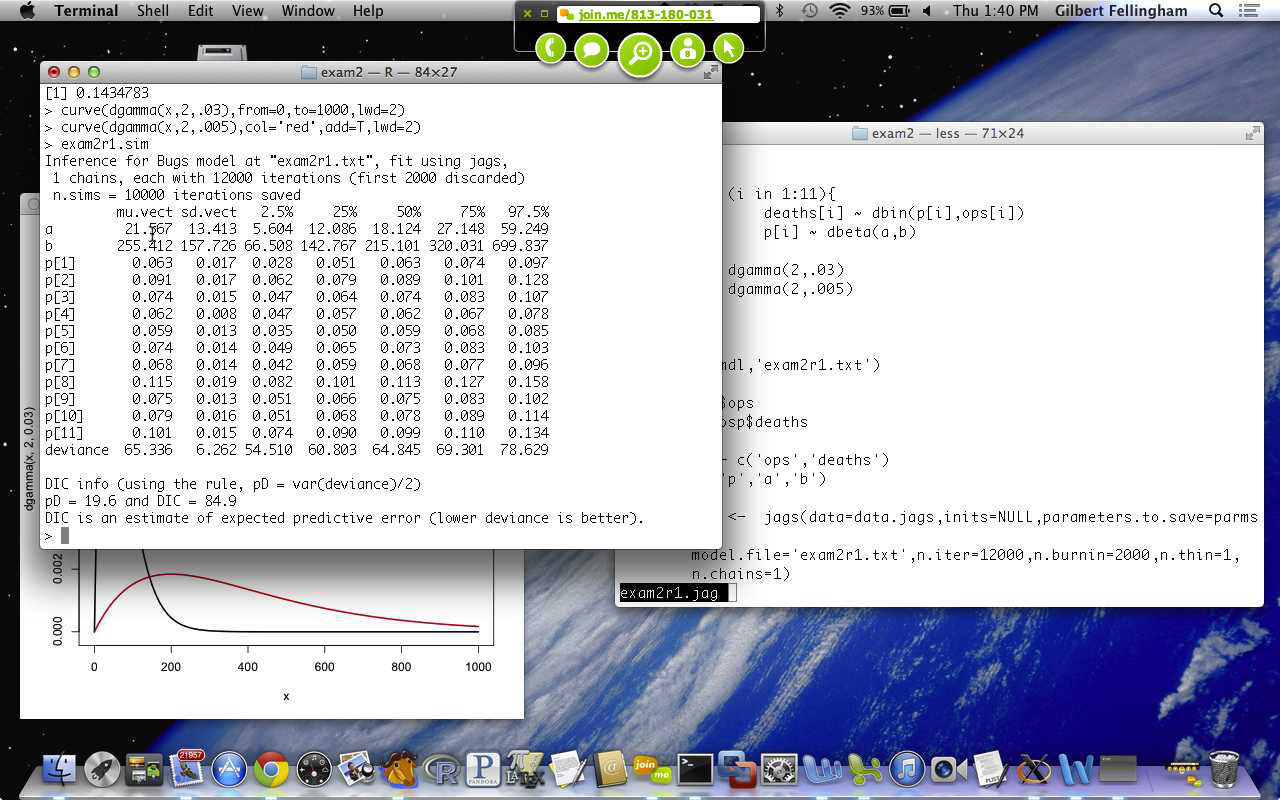 Terminal Shell Edit View Window Help
join.me/813-180-031
93% Thu 1:40 PM Gilbert Fellingham
exam2 — R — 84×27
[1] 0.1434783
> curve(dgamma(x,2,.03),from=0,to=1000,lwd=2)
> curve(dgamma(x,2,.005),col='red',add=T,lwd=2)
> exam2r1.sim
Inference for Bugs model at "exam2r1.txt", fit using jags,
1 chains, each with 12000 iterations (first 2000 discarded)
n.sims = 10000 iterations saved
mu.vect sd.vect 2.5% 25% 50% 75% 97.5%
a 21.567 13.413 5.604 12.086 18.124 27.148 59.249
b 255.412 157.726 66.508 142.767 215.101 320.031 699.837
p[1] 0.063 0.017 0.028 0.051 0.063 0.074 0.097
p[2] 0.091 0.017 0.062 0.079 0.089 0.101 0.128
p[3] 0.074 0.015 0.047 0.064 0.074 0.083 0.107
p[4] 0.062 0.008 0.047 0.057 0.062 0.067 0.078
p[5] 0.059 0.013 0.035 0.050 0.059 0.068 0.085
p[6] 0.074 0.014 0.049 0.065 0.073 0.083 0.103
p[7] 0.068 0.014 0.042 0.059 0.068 0.077 0.096
p[8] 0.115 0.019 0.082 0.101 0.113 0.127 0.158
p[9] 0.075 0.013 0.051 0.066 0.075 0.083 0.102
p[10] 0.079 0.016 0.051 0.068 0.078 0.089 0.114
p[11] 0.101 0.015 0.074 0.090 0.099 0.110 0.134
deviance 65.336 6.262 54.510 60.803 64.845 69.301 78.629
DIC info (using the rule, pD = var(deviance)/2)
pD = 19.6 and DIC = 84.9
DIC is an estimate of expected predictive error (lower deviance is better).
>
exam2 — less — 71×24
(i in 1:11){
deaths[i] ~ dbin(p[i],ops[i])
p[i] ~ dbeta(a,b)
dgamma(2,.03)
dgamma(2,.005)
mdl,'exam2r1.txt')
$ops
osp$deaths
- c('ops','deaths')
'p','a','b')
<- jags(data=data.jags,inits=NULL,parameters.to.save=parms
model.file='exam2r1.txt',n.iter=12000,n.burnin=2000,n.thin=1,
n.chains=1)
exam2r1.jag
dgamma(x, 2, 0.03)
0.002
0.000
0 200 400 600 800 1000
x
21957
PANDORA
join me